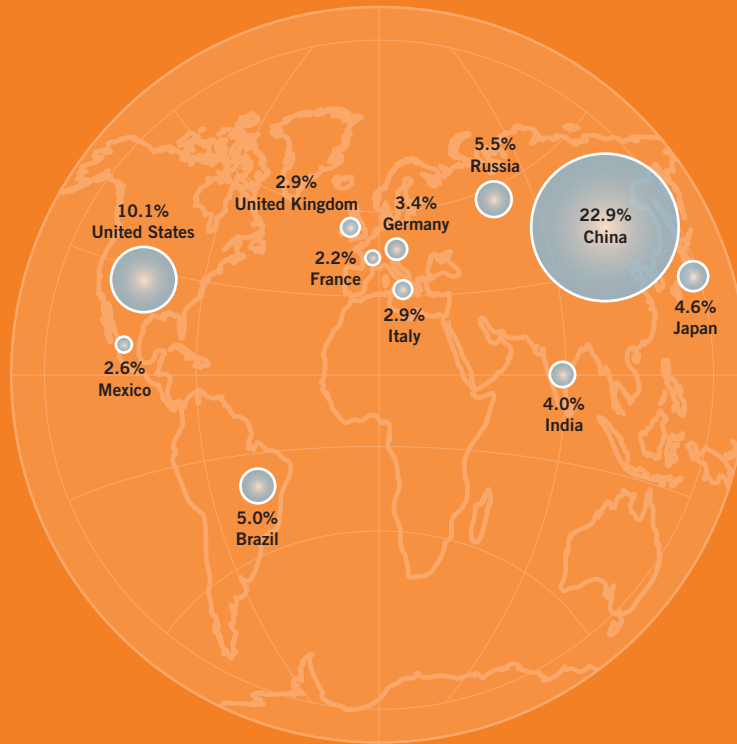 5.5%
Russia
2.9%
United Kingdom
3.4%
Germany
10.1%
United States
22.9%
China
2.2%
France
2.9%
Italy
4.6%
Japan
2.6%
Mexico
4.0%
India
5.0%
Brazil